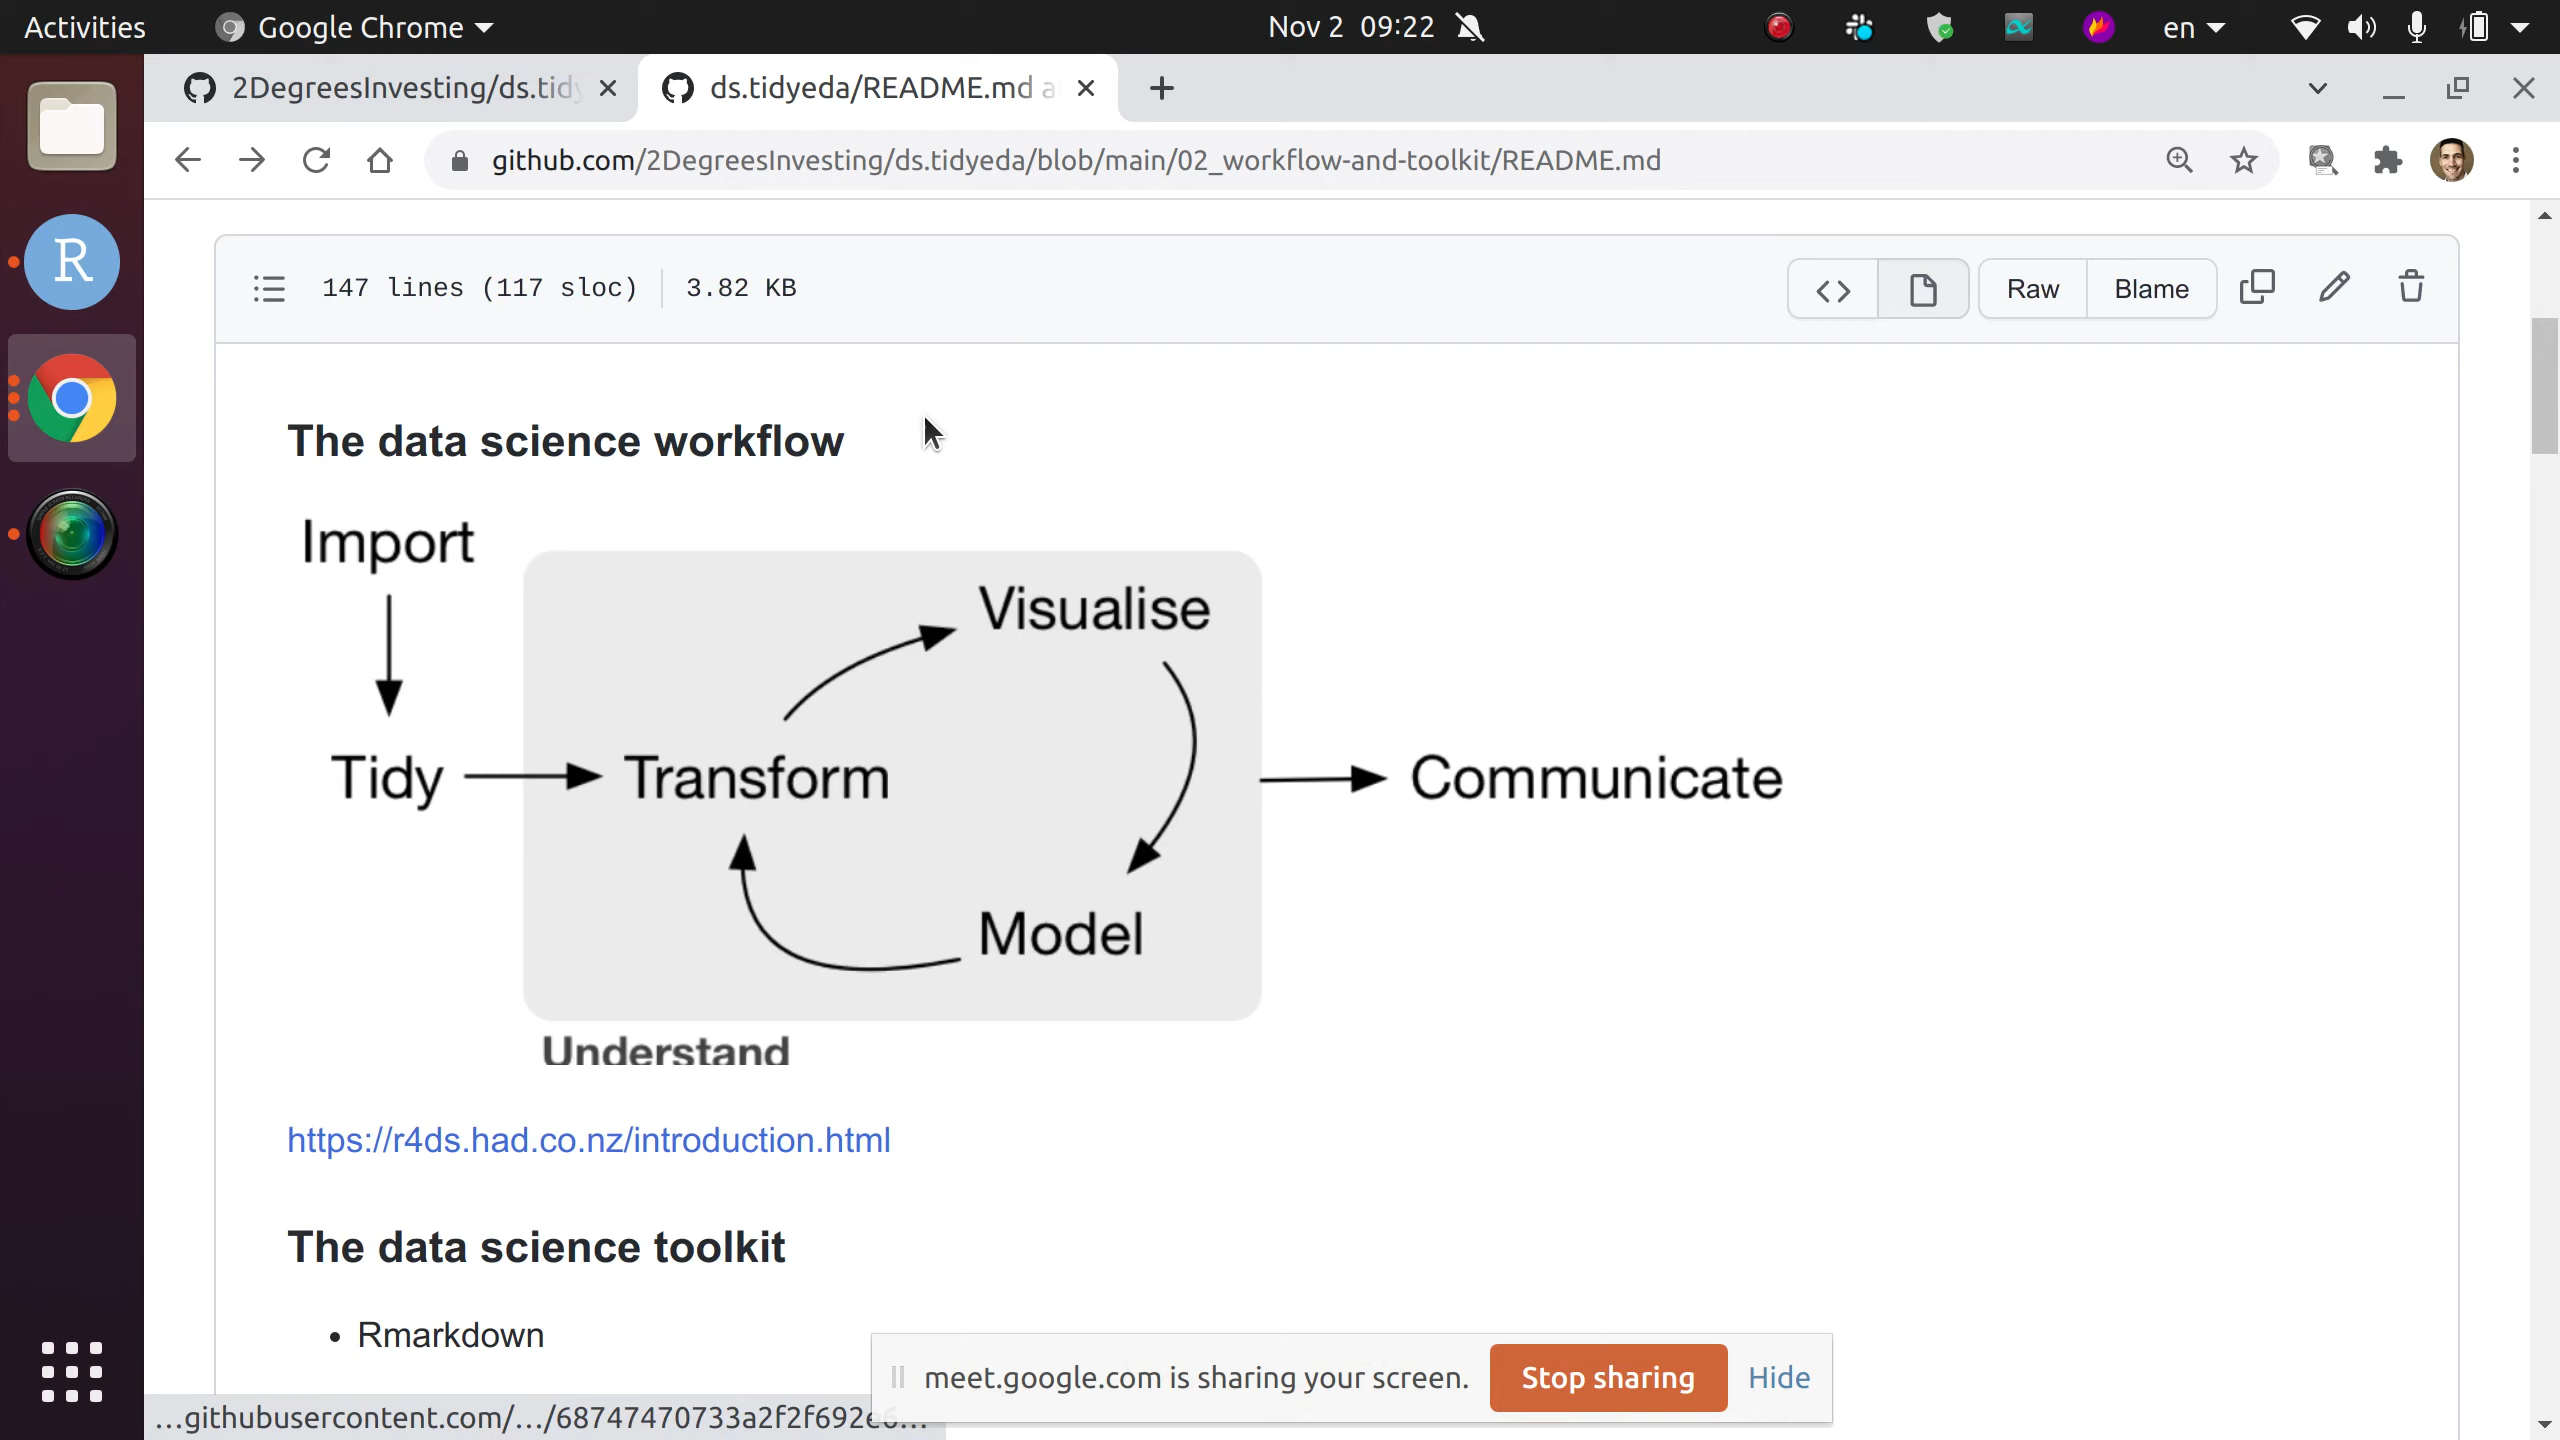 Activities
Google Chrome
Nov 2 09:22
en
2DegreesInvesting/ds.tidy
ds.tidyeda/README.md a
github.com/2DegreesInvesting/ds.tidyeda/blob/main/02_workflow-and-toolkit/README.md
R
147 lines (117 sloc)
3.82 KB
Raw
Blame
The data science workflow
Import
Visualise
Tidy
Transform
Communicate
Model
Understand
https://r4ds.had.co.nz/introduction.html
The data science toolkit
• Rmarkdown
meet.google.com is sharing your screen.
Stop sharing
Hide
…githubusercontent.com/…/68747470733a2f2f692e6…